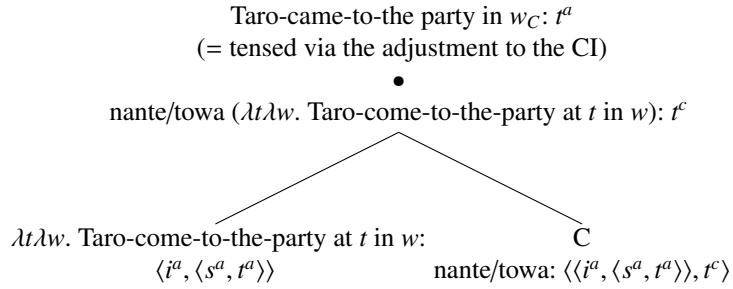 Taro-came-to-the party in w_C: t^a
(= tensed via the adjustment to the CI)
•
nante/towa (λtλw. Taro-come-to-the-party at t in w): t^c
λtλw. Taro-come-to-the-party at t in w:
⟨i^a, ⟨s^a, t^a⟩⟩
C
nante/towa: ⟨⟨i^a, ⟨s^a, t^a⟩⟩, t^c⟩